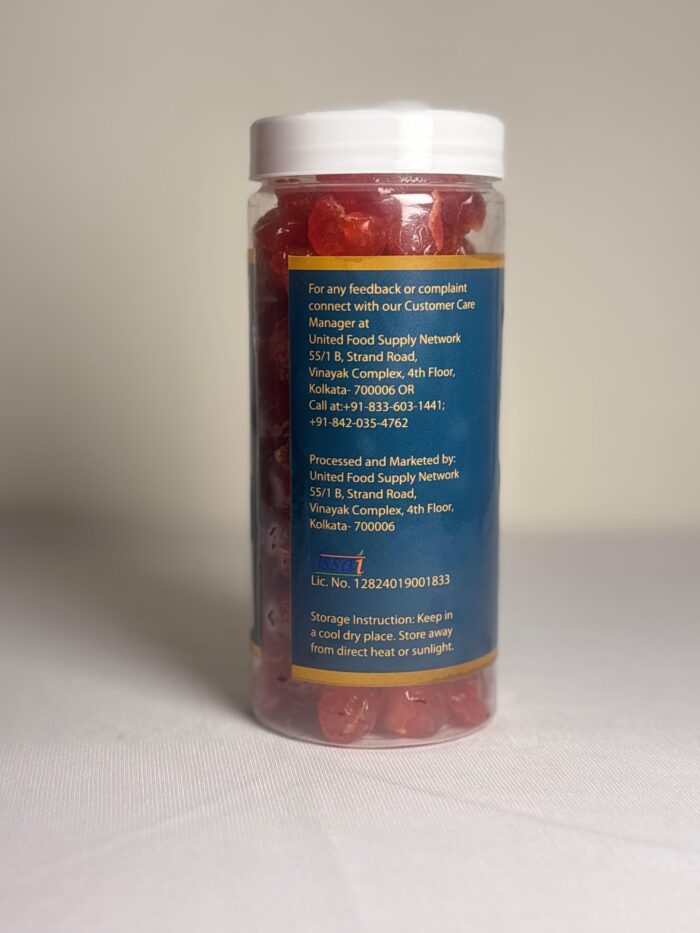 For any feedback or complaint
connect with our Customer Care
Manager at
United Food Supply Network
55/1 B, Strand Road,
Vinayak Complex, 4th Floor,
Kolkata- 700006 OR
Call at:+91-833-603-1441;
+91-842-035-4762
Processed and Marketed by:
United Food Supply Network
55/1 B, Strand Road,
Vinayak Complex, 4th Floor,
Kolkata- 700006
fssai
Lic. No. 12824019001833
Storage Instruction: Keep in
a cool dry place. Store away
from direct heat or sunlight.